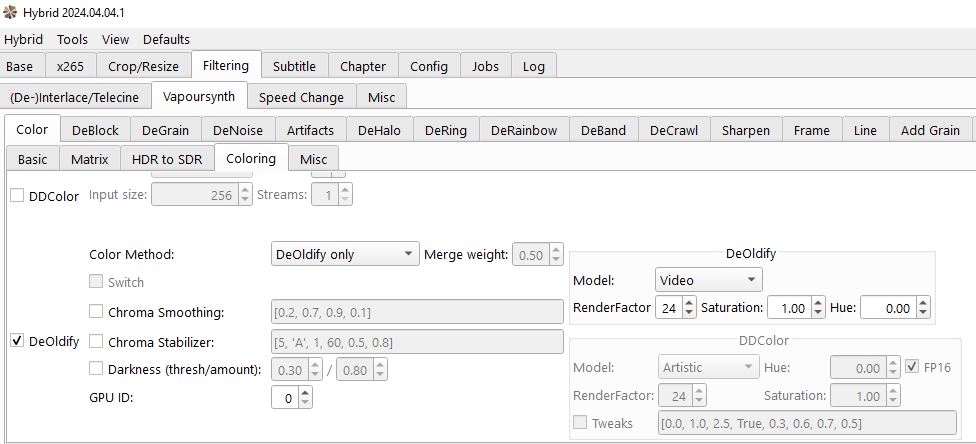 Hybrid 2024.04.04.1
Hybrid Tools View Defaults
Base x265 Crop/Resize Filtering Subtitle Chapter Config Jobs Log
(De-)Interlace/Telecine Vapoursynth Speed Change Misc
Color DeBlock DeGrain DeNoise Artifacts DeHalo DeRing DeRainbow DeBand DeCrawl Sharpen Frame Line Add Grain
Basic Matrix HDR to SDR Coloring Misc
DDColor Input size: 256 Streams: 1
Color Method: DeOldify only Merge weight: 0.50
Switch
Chroma Smoothing: [0.2, 0.7, 0.9, 0.1]
DeOldify Chroma Stabilizer: [5, 'A', 1, 60, 0.5, 0.8]
Darkness (thresh/amount): 0.30 / 0.80
GPU ID: 0
DeOldify
Model: Video
RenderFactor 24 Saturation: 1.00 Hue: 0.00
DDColor
Model: Artistic Hue: 0.00 FP16
RenderFactor: 24 Saturation: 1.00
Tweaks [0.0, 1.0, 2.5, True, 0.3, 0.6, 0.7, 0.5]